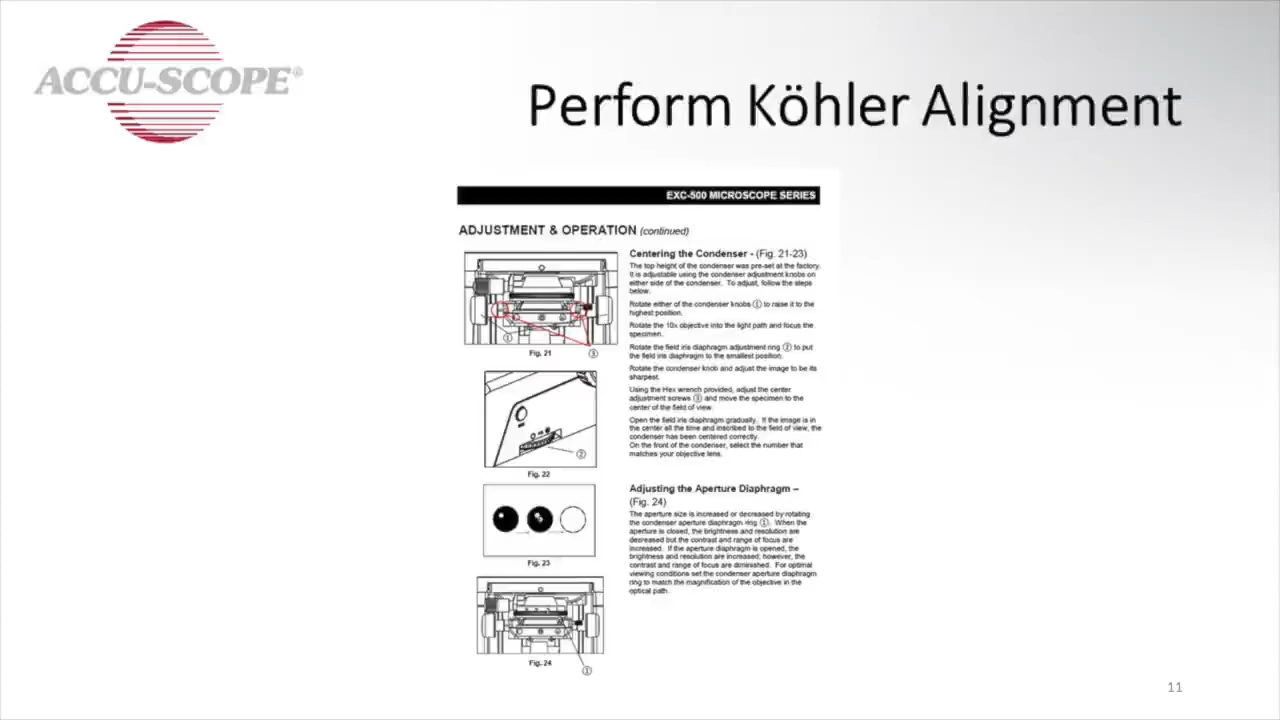 ACCU-SCOPE®
Perform Köhler Alignment
EXC-500 MICROSCOPE SERIES
ADJUSTMENT & OPERATION (continued)
Fig. 21
Fig. 22
Fig. 23
Fig. 24
①
③
②
①
Centering the Condenser - (Fig. 21-23)
The top height of the condenser was pre-set at the factory.
It is adjustable using the condenser adjustment knobs on
either side of the condenser. To adjust, follow the steps
below.
Rotate either of the condenser knobs ① to raise it to the
highest position.
Rotate the 10x objective into the light path and focus the
specimen.
Rotate the field iris diaphragm adjustment ring ② to put
the field iris diaphragm to the smallest position.
Rotate the condenser knob and adjust the image to be its
sharpest.
Using the Hex wrench provided, adjust the center
adjustment screws ③ and move the specimen to the
center of the field of view.
Open the field iris diaphragm gradually. If the image is in
the center all the time and inscribed to the field of view, the
condenser has been centered correctly.
On the front of the condenser, select the number that
matches your objective lens.
Adjusting the Aperture Diaphragm –
(Fig. 24)
The aperture size is increased or decreased by rotating
the condenser aperture diaphragm ring ①. When the
aperture is closed, the brightness and resolution are
decreased but the contrast and range of focus are
increased. If the aperture diaphragm is opened, the
brightness and resolution are increased; however, the
contrast and range of focus are diminished. For optimal
viewing conditions set the condenser aperture diaphragm
ring to match the magnification of the objective in the
optical path.
11